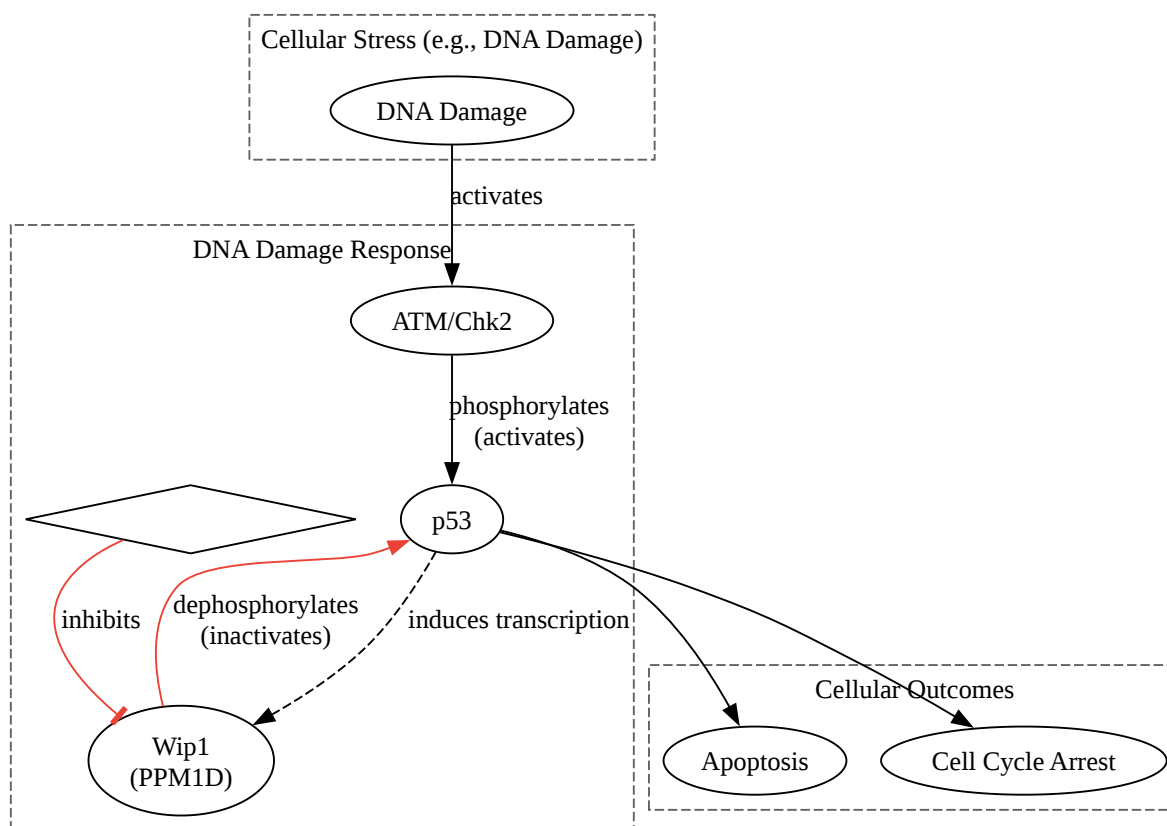 Cellular Stress (e.g., DNA Damage)
DNA Damage
activates
DNA Damage Response
ATM/Chk2
phosphorylates
(activates)
p53
inhibits
dephosphorylates
(inactivates)
induces transcription
Wip1
(PPM1D)
Cellular Outcomes
Apoptosis
Cell Cycle Arrest